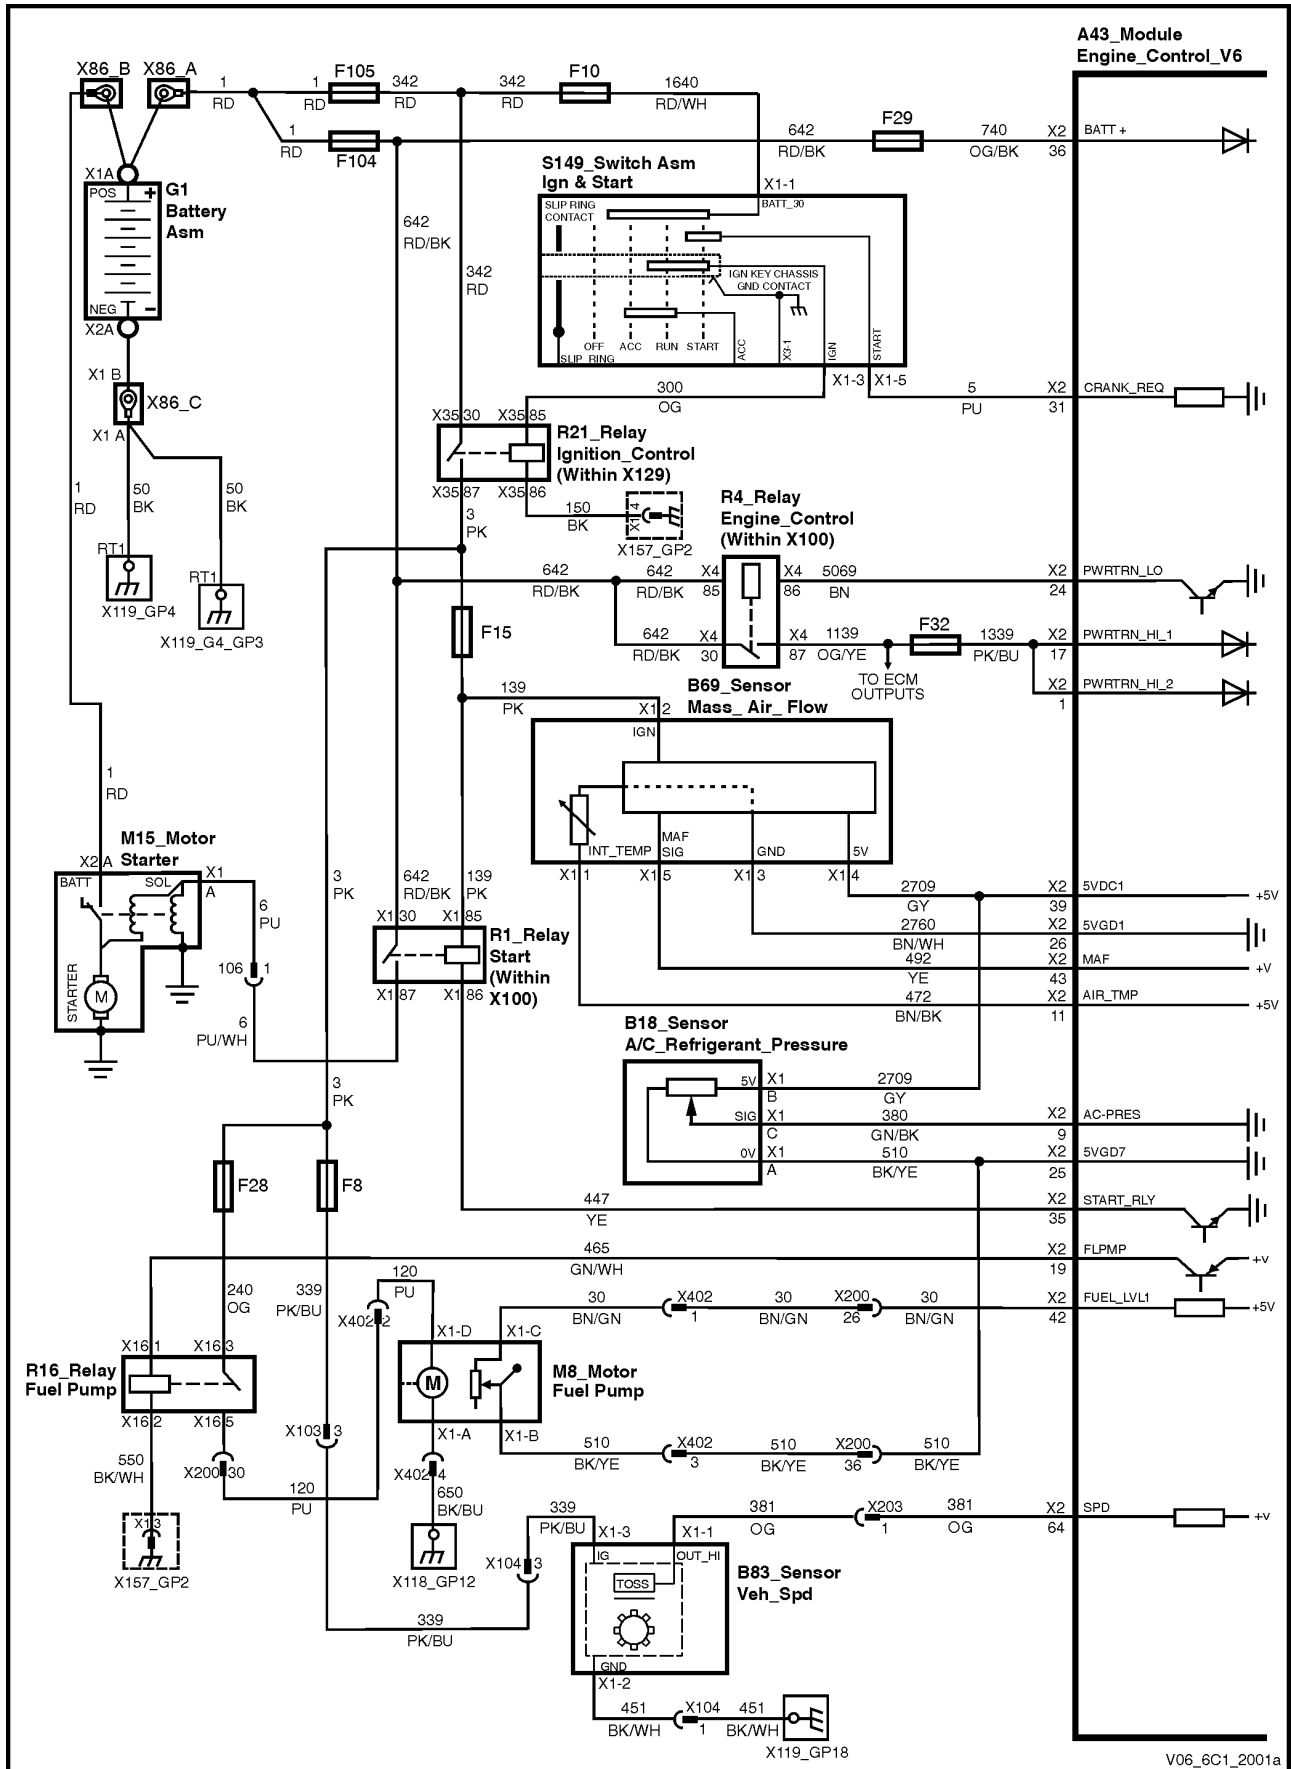 A43_Module
Engine_Control_V6
X86_B X86_A
1
RD
1
RD
F105
342
RD
342
RD
F10
1640
RD/WH
1
RD
F104
642
RD/BK
F29
740
OG/BK
X2
36
BATT +
S149_Switch Asm
Ign & Start
X1-1
X1A
POS +
G1
Battery
Asm
NEG -
X2A
SLIP RING
CONTACT
BATT_30
IGN KEY CHASSIS
GND CONTACT
OFF ACC RUN START
SLIP RING
ACC
X3-1
IGN
START
642
RD/BK
342
RD
X1 B
X86_C
X1 A
300
OG
X1-3 X1-5
5
PU
X2
31
CRANK_REQ
X35 30 X35 85
R21_Relay
Ignition_Control
(Within X129)
X35 87 X35 86
1
RD
50
BK
50
BK
3
PK
150
BK
X1 4
X157_GP2
R4_Relay
Engine_Control
(Within X100)
RT1
X119_GP4
RT1
X119_G4_GP3
642
RD/BK
642
RD/BK
X4
85
X4
86
5069
BN
X2
24
PWRTRN_LO
F15
642
RD/BK
X4
30
X4
87
1139
OG/YE
F32
1339
PK/BU
X2
17
PWRTRN_HI_1
TO ECM
OUTPUTS
X2
1
PWRTRN_HI_2
139
PK
B69_Sensor
Mass_ Air_ Flow
X1 2
IGN
1
RD
M15_Motor
Starter
INT_TEMP
MAF
SIG
GND
5V
X2 A
BATT SOL
X1
A
STARTER
M
6
PU
106 1
6
PU/WH
3
PK
642
RD/BK
139
PK
X1 1 X1 5 X1 3 X1 4
2709
GY
X2
39
5VDC1
+5V
2760
BN/WH
X2
26
5VGD1
492
YE
X2
43
MAF
+V
472
BN/BK
X2
11
AIR_TMP
+5V
X1 30 X1 85
R1_Relay
Start
(Within
X100)
X1 87 X1 86
B18_Sensor
A/C_Refrigerant_Pressure
5V
X1
B
2709
GY
SIG
X1
C
380
GN/BK
X2
9
AC-PRES
0V
X1
A
510
BK/YE
X2
25
5VGD7
3
PK
F28
F8
447
YE
X2
35
START_RLY
465
GN/WH
X2
19
FLPMP
+v
240
OG
339
PK/BU
120
PU
X402 2
30
BN/GN
X402
1
30
BN/GN
X200
26
30
BN/GN
X2
42
FUEL_LVL1
+5V
X16 1 X16 3
R16_Relay
Fuel Pump
X16 2 X16 5
X1-D X1-C
M
M8_Motor
Fuel Pump
X1-A X1-B
X103 3
510
BK/YE
X402
3
510
BK/YE
X200
36
510
BK/YE
550
BK/WH
X200 30
120
PU
X402 4
650
BK/BU
X118_GP12
X1 3
X157_GP2
339
PK/BU
X104 3
339
PK/BU
X1-3 X1-1
IG OUT_HI
TOSS
GND
X1-2
B83_Sensor
Veh_Spd
381
OG
X203
1
381
OG
X2
64
SPD
+v
451
BK/WH
X104
1
451
BK/WH
X119_GP18
V06_6C1_2001a